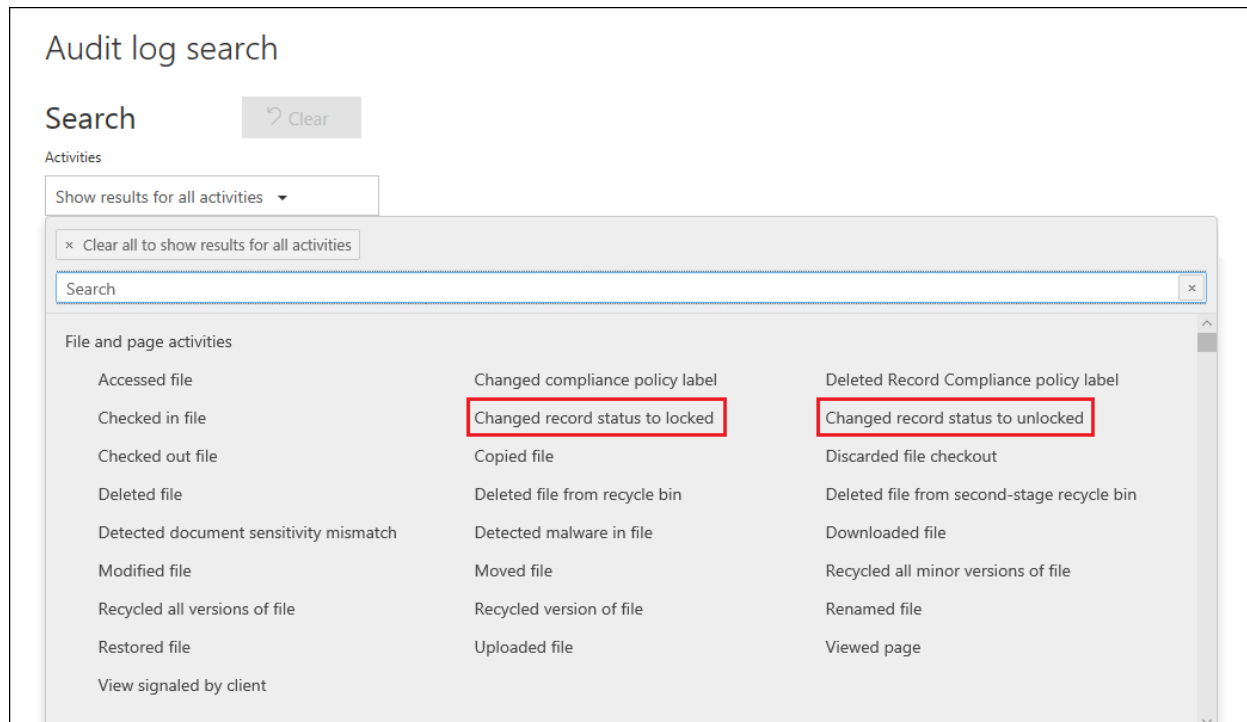 Audit log search
Search
Clear
Activities
Show results for all activities
× Clear all to show results for all activities
Search ×
File and page activities
Accessed file Changed compliance policy label Deleted Record Compliance policy label
Checked in file Changed record status to locked Changed record status to unlocked
Checked out file Copied file Discarded file checkout
Deleted file Deleted file from recycle bin Deleted file from second-stage recycle bin
Detected document sensitivity mismatch Detected malware in file Downloaded file
Modified file Moved file Recycled all minor versions of file
Recycled all versions of file Recycled version of file Renamed file
Restored file Uploaded file Viewed page
View signaled by client